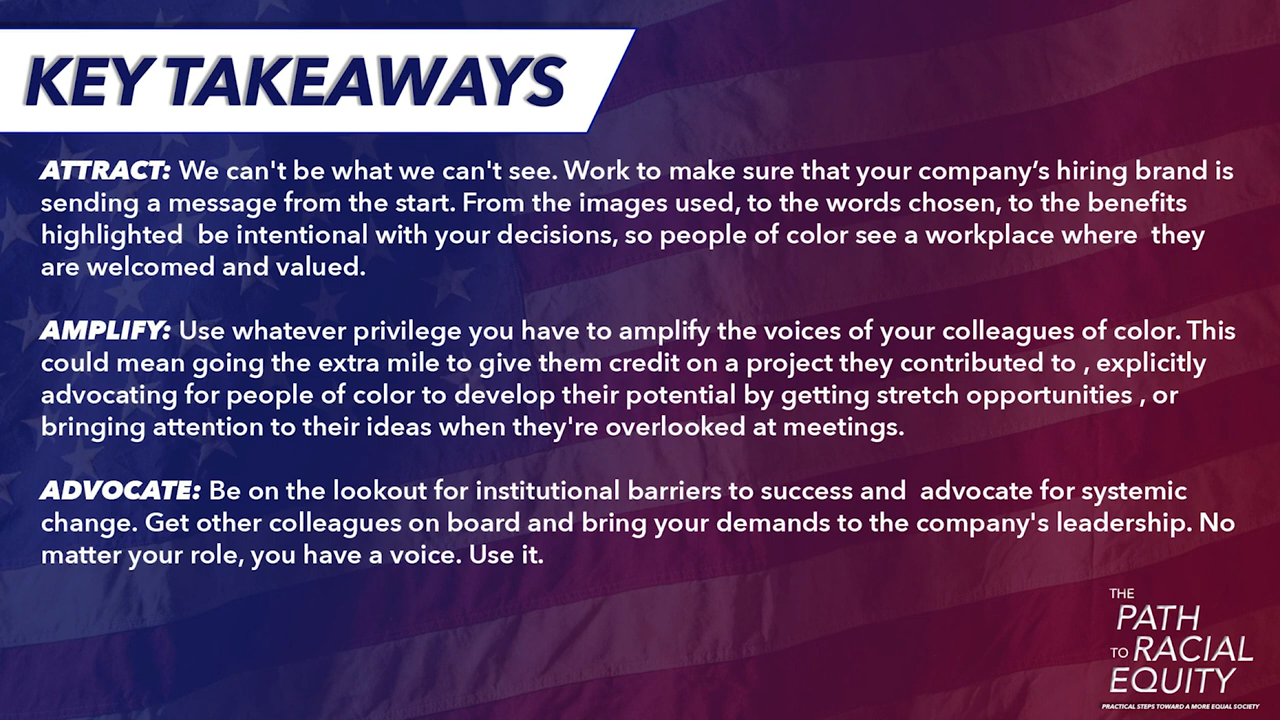 KEY TAKEAWAYS
ATTRACT: We can't be what we can't see. Work to make sure that your company’s hiring brand is
sending a message from the start. From the images used, to the words chosen, to the benefits
highlighted  be intentional with your decisions, so people of color see a workplace where  they
are welcomed and valued.
AMPLIFY: Use whatever privilege you have to amplify the voices of your colleagues of color. This
could mean going the extra mile to give them credit on a project they contributed to , explicitly
advocating for people of color to develop their potential by getting stretch opportunities , or
bringing attention to their ideas when they're overlooked at meetings.
ADVOCATE: Be on the lookout for institutional barriers to success and  advocate for systemic
change. Get other colleagues on board and bring your demands to the company's leadership. No
matter your role, you have a voice. Use it.
THE
PATH
TO RACIAL
EQUITY
PRACTICAL STEPS TOWARD A MORE EQUAL SOCIETY